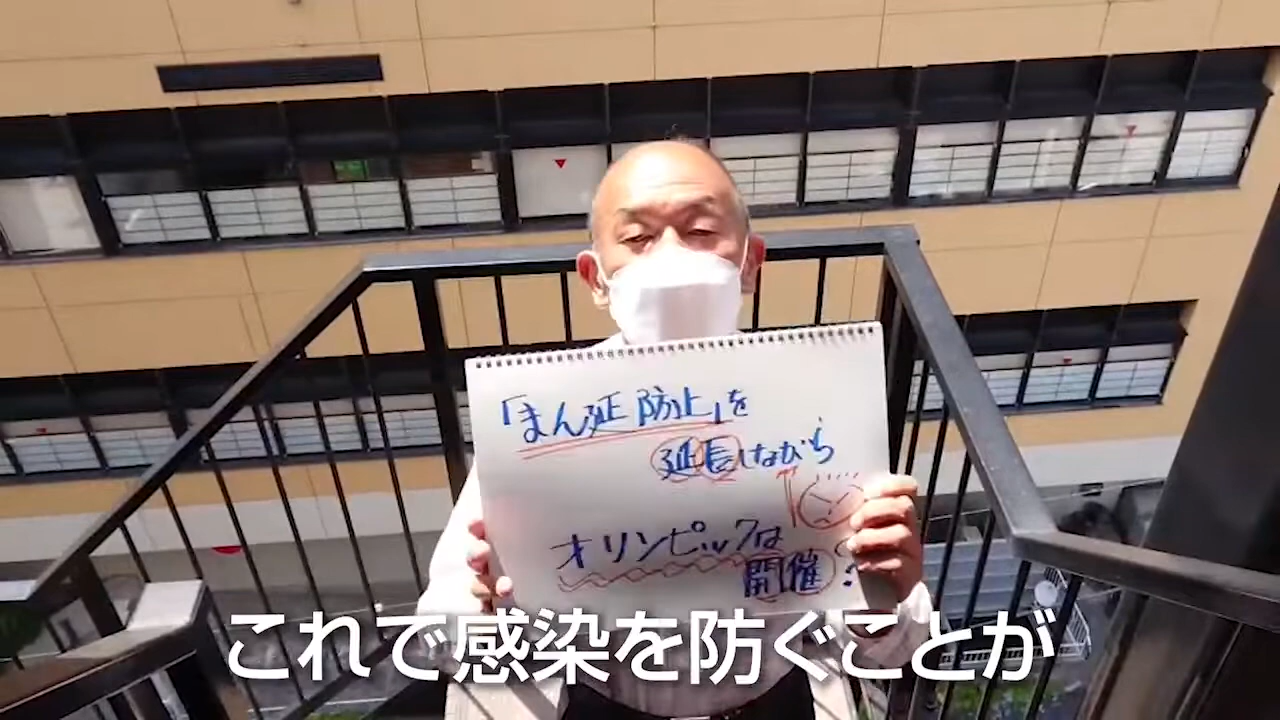 「まん延防止」を
延長しながら
オリンピックは
開催?
これで感染を防ぐことが